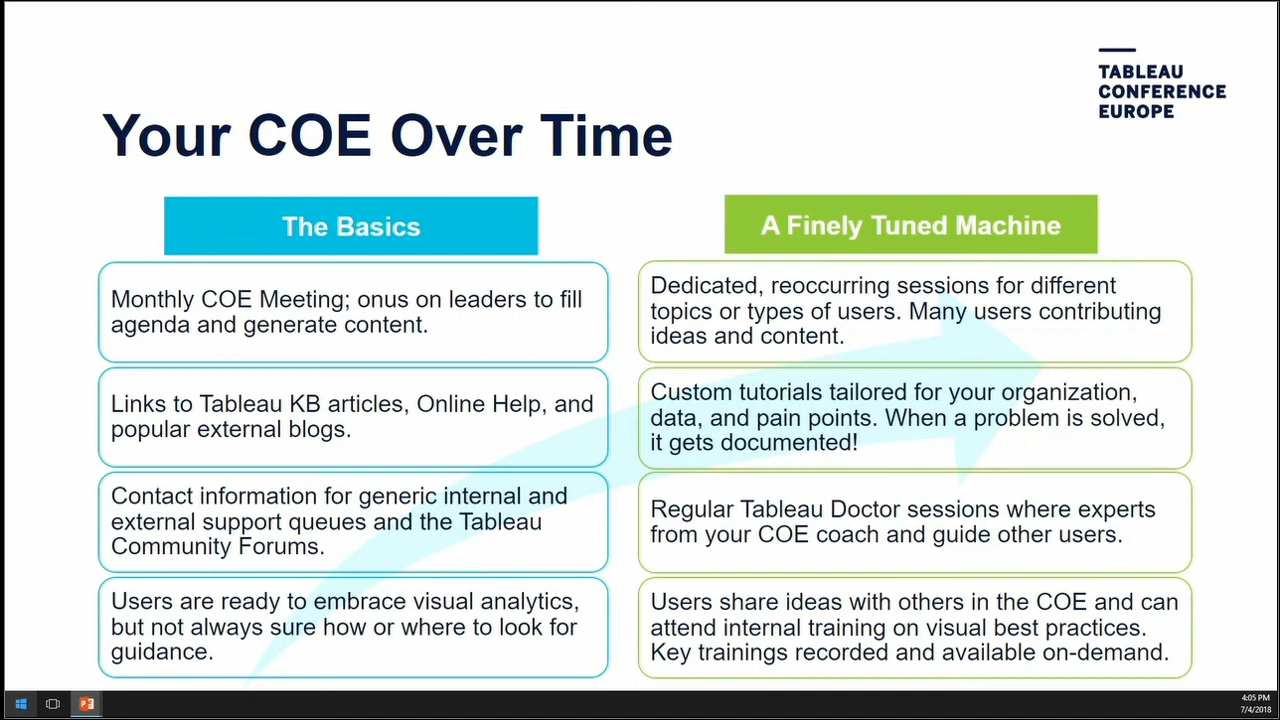 TABLEAU
CONFERENCE
EUROPE
Your COE Over Time
The Basics
A Finely Tuned Machine
Monthly COE Meeting; onus on leaders to fill
agenda and generate content.
Dedicated, reoccurring sessions for different
topics or types of users. Many users contributing
ideas and content.
Links to Tableau KB articles, Online Help, and
popular external blogs.
Custom tutorials tailored for your organization,
data, and pain points. When a problem is solved,
it gets documented!
Contact information for generic internal and
external support queues and the Tableau
Community Forums.
Regular Tableau Doctor sessions where experts
from your COE coach and guide other users.
Users are ready to embrace visual analytics,
but not always sure how or where to look for
guidance.
Users share ideas with others in the COE and can
attend internal training on visual best practices.
Key trainings recorded and available on-demand.
4:05 PM
7/4/2018